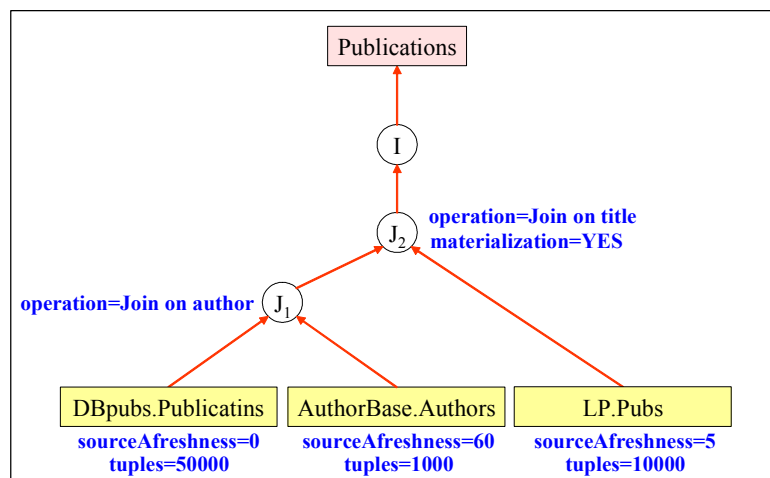 Publications
I
operation=Join on title
materialization=YES
J2
operation=Join on author
J1
DBpubs.Publicatins
AuthorBase.Authors
LP.Pubs
sourceAfreshness=0
tuples=50000
sourceAfreshness=60
tuples=1000
sourceAfreshness=5
tuples=10000